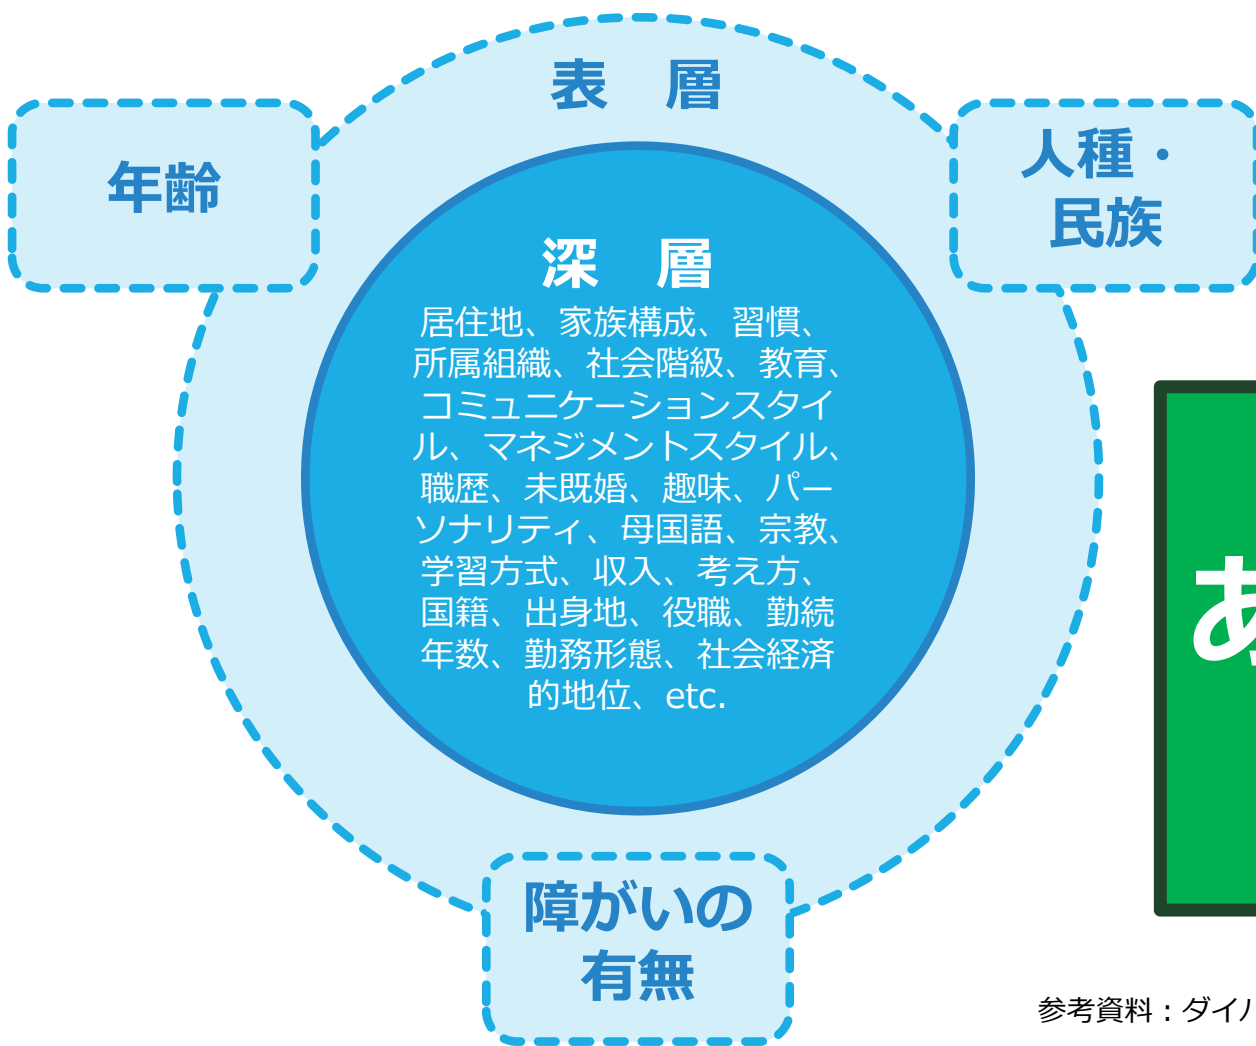 表　層
年齢
人種・
民族
深　層
居住地、家族構成、習慣、
所属組織、社会階級、教育、
コミュニケーションスタイ
ル、マネジメントスタイル、
職歴、未既婚、趣味、パー
ソナリティ、母国語、宗教、
学習方式、収入、考え方、
国籍、出身地、役職、勤続
年数、勤務形態、社会経済
的地位、etc.
あ
障がいの
有無
参考資料：ダイバ